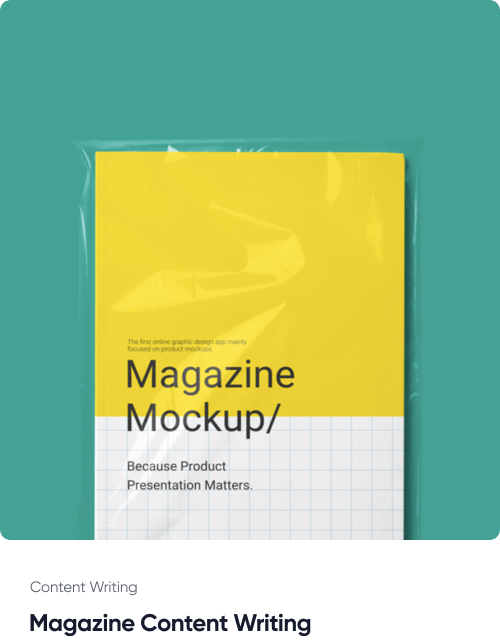 The first online graphic design app mainly
focused on product mockups.
Magazine
Mockup/
Because Product
Presentation Matters.
Content Writing
Magazine Content Writing